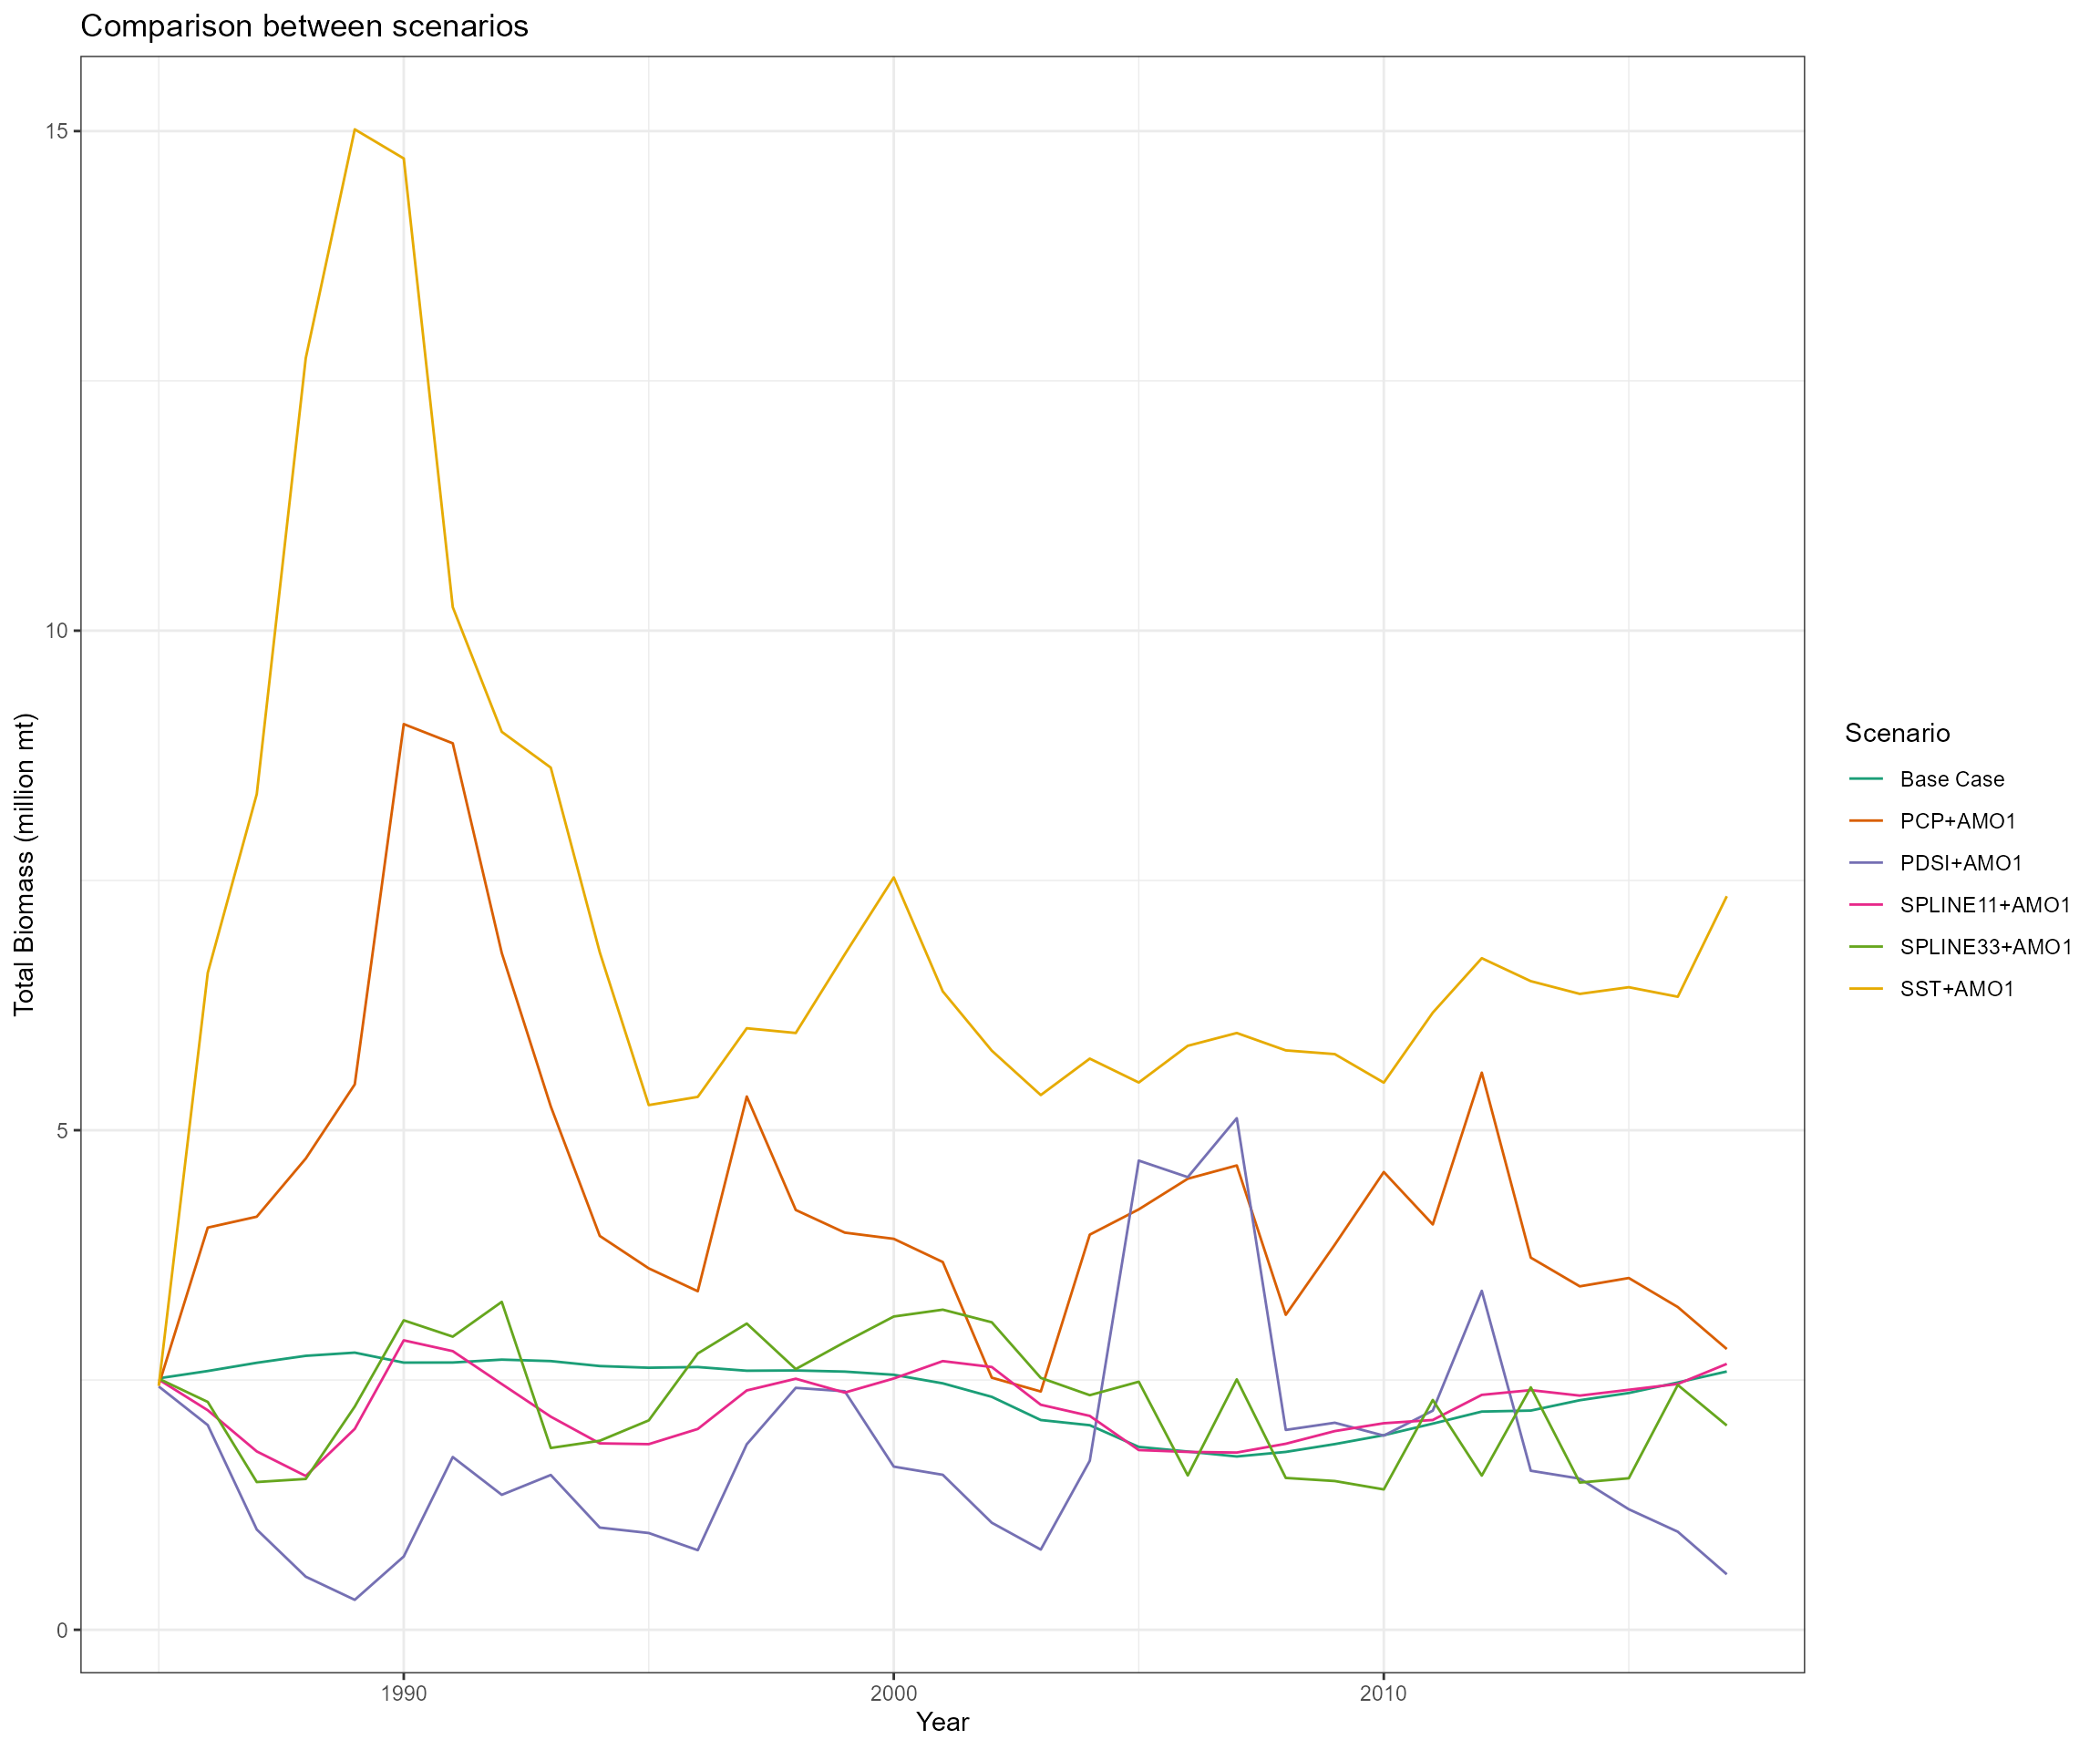 Comparison between scenarios
15
10
5
0
Total Biomass (million mt)
1990
2000
2010
Year
Scenario
Base Case
PCP+AMO1
PDSI+AMO1
SPLINE11+AMO1
SPLINE33+AMO1
SST+AMO1